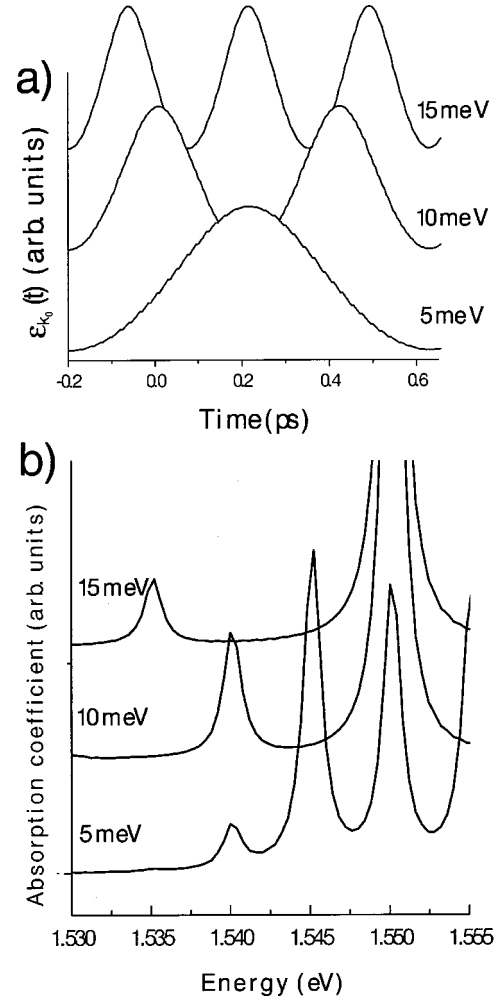 a)
ε_k₀(t) (arb. units)
15meV
10meV
5meV
-0.2 0.0 0.2 0.4 0.6
Time(ps)
b)
Absorption coefficient (arb. units)
15meV
10meV
5meV
1.530 1.535 1.540 1.545 1.550 1.555
Energy (eV)